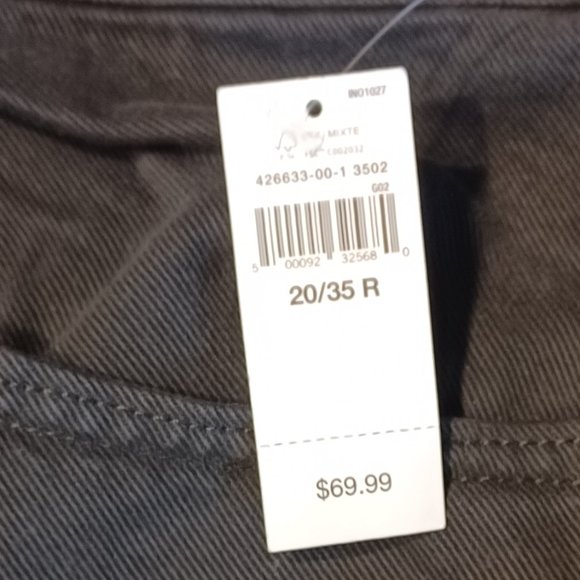 INO1027
MIXTE
426633-00-1 3502
G02
5 00092 32568 0
20/35 R
$69.99